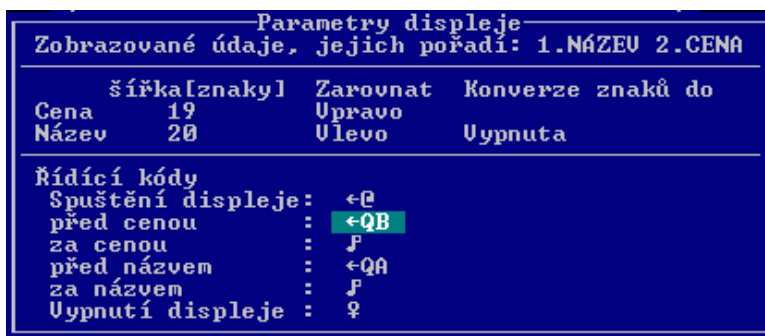 Parametry displeje
Zobrazované údaje, jejich pořadí: 1.NÁZEV 2.CENA
šířka[znaky] Zarovnat Konverze znaků do
Cena 19 Vpravo
Název 20 Vlevo Vypnuta
Řídící kódy
Spuštění displeje: ←@
před cenou : ←QB
za cenou : ♪
před názvem : ←QA
za názvem : ♪
Vypnutí displeje : ♀